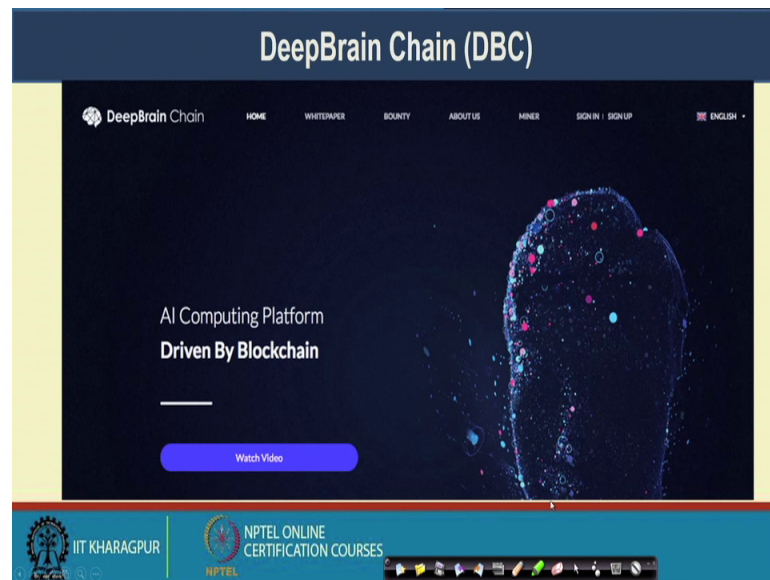 DeepBrain Chain (DBC)
DeepBrain Chain HOME WHITEPAPER BOUNTY ABOUT US MINER SIGN IN | SIGN UP ENGLISH
AI Computing Platform
Driven By Blockchain
Watch Video
IIT KHARAGPUR
NPTEL
NPTEL ONLINE
CERTIFICATION COURSES